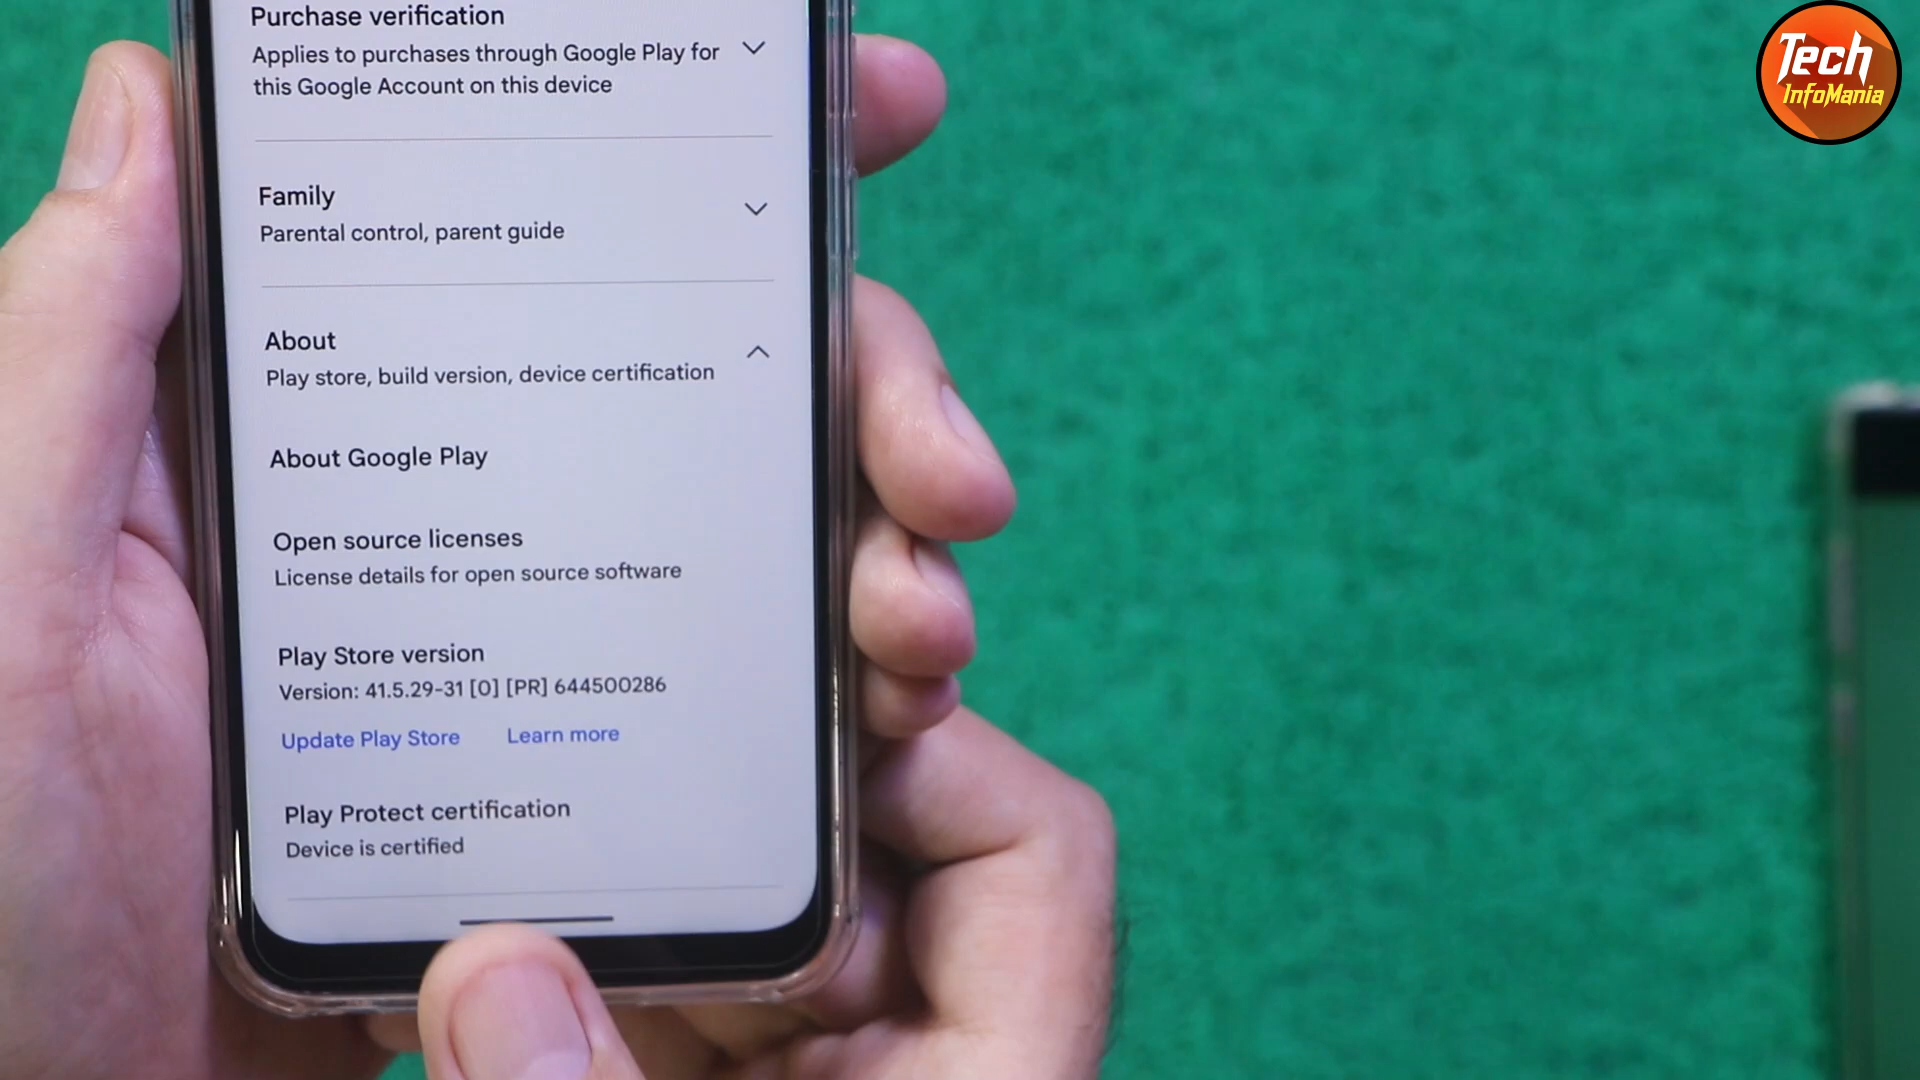 Purchase verification
Applies to purchases through Google Play for
this Google Account on this device
Family
Parental control, parent guide
About
Play store, build version, device certification
About Google Play
Open source licenses
License details for open source software
Play Store version
Version: 41.5.29-31 [0] [PR] 644500286
Update Play Store Learn more
Play Protect certification
Device is certified
Tech
InfoMania